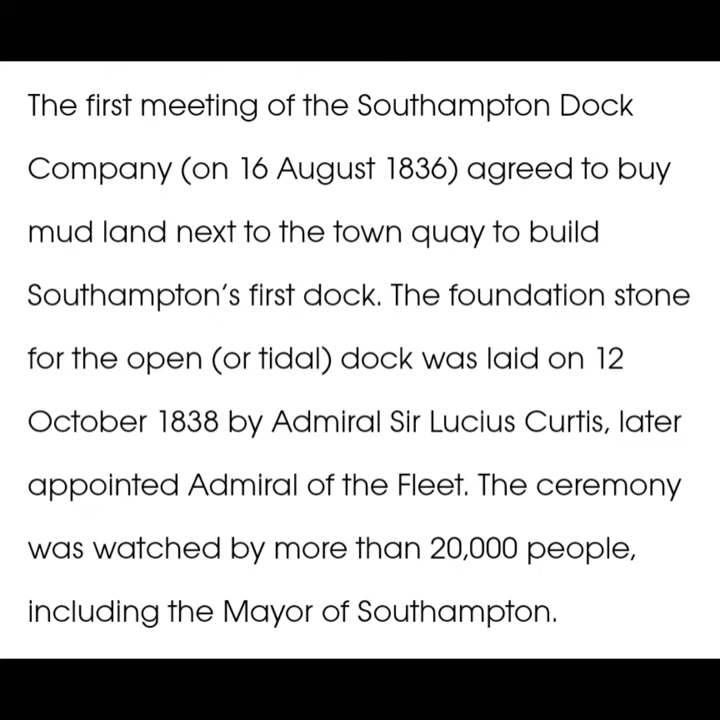 The first meeting of the Southampton Dock
Company (on 16 August 1836) agreed to buy
mud land next to the town quay to build
Southampton's first dock. The foundation stone
for the open (or tidal) dock was laid on 12
October 1838 by Admiral Sir Lucius Curtis, later
appointed Admiral of the Fleet. The ceremony
was watched by more than 20,000 people,
including the Mayor of Southampton.